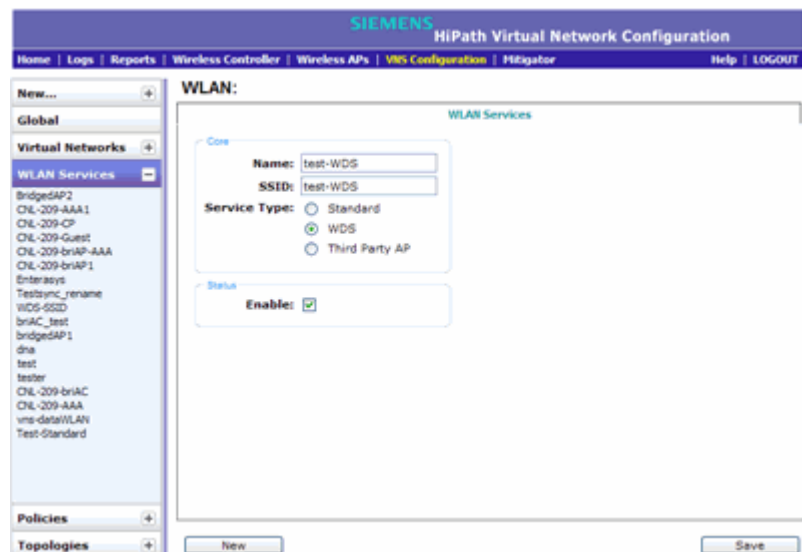 SIEMENS
HiPath Virtual Network Configuration
Home | Logs | Reports | Wireless Controller | Wireless APs | VNS Configuration | Mitigator Help | LOGOUT
New...
Global
Virtual Networks
WLAN Services
BridgedAP2
CNL-209-AAA1
CNL-209-CP
CNL-209-Guest
CNL-209-briAP-AAA
CNL-209-briAP1
Enterasys
Testsync_rename
WDS-SSID
briAC_test
bridgedAP1
dna
test
tester
CNL-209-briAC
CNL-209-AAA
vns-dataWLAN
Test-Standard
Policies
Topologies
WLAN:
WLAN Services
Core
Name: test-WDS
SSID: test-WDS
Service Type: Standard
WDS
Third Party AP
Status
Enable:
New
Save